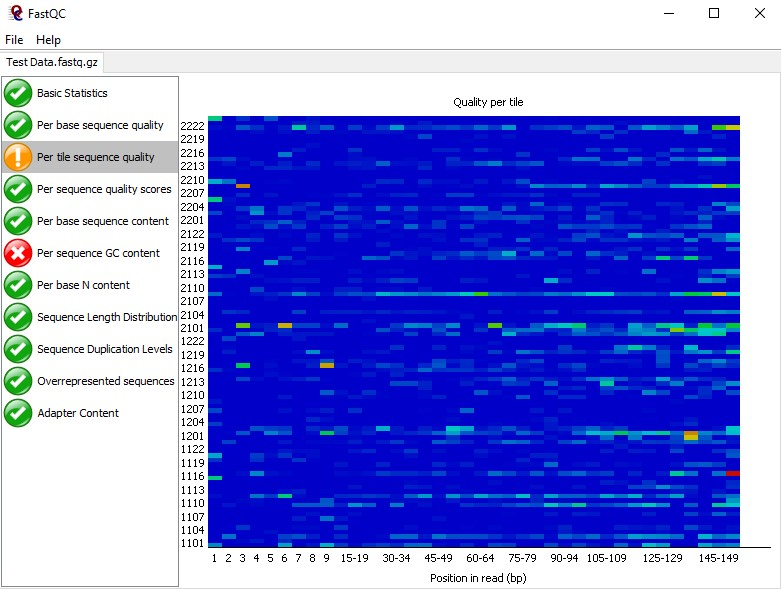 FastQC
File Help
Test Data.fastq.gz
Basic Statistics
Per base sequence quality
Per tile sequence quality
Per sequence quality scores
Per base sequence content
Per sequence GC content
Per base N content
Sequence Length Distribution
Sequence Duplication Levels
Overrepresented sequences
Adapter Content
Quality per tile
2222
2219
2216
2213
2210
2207
2204
2201
2122
2119
2116
2113
2110
2107
2104
2101
1222
1219
1216
1213
1210
1207
1204
1201
1122
1119
1116
1113
1110
1107
1104
1101
1 2 3 4 5 6 7 8 9 15-19 30-34 45-49 60-64 75-79 90-94 105-109 125-129 145-149
Position in read (bp)